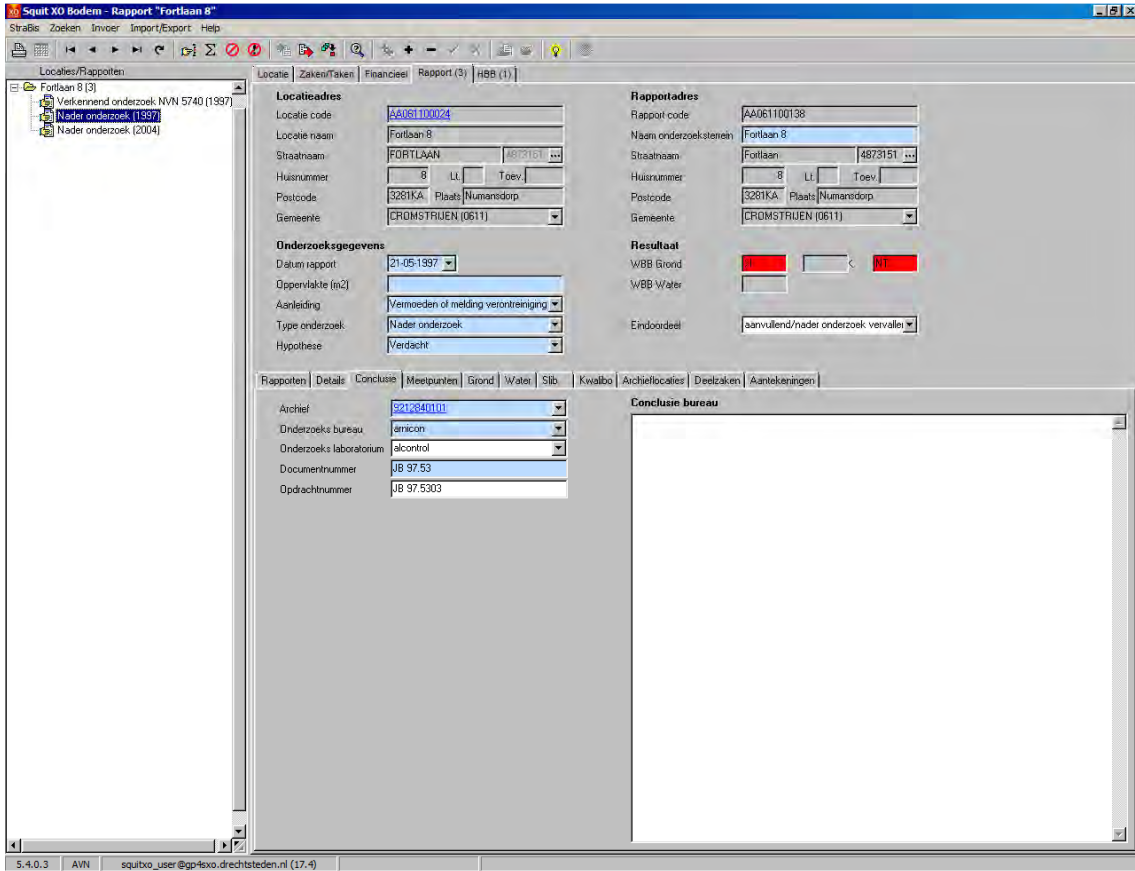 Squit XO Bodem - Rapport "Fortlaan 8"
StraBis Zoeken Invoer Import/Export Help
Locaties/Rapporten
Fortlaan 8 (3)
Verkennend onderzoek NVN 5740 (1997)
Nader onderzoek (1997)
Nader onderzoek (2004)
Locatie Zaken/Taken Financieel Rapport (3) HBB (1)
Locatieadres
Locatie code AA061100024
Locatie naam Fortlaan 8
Straatnaam FORTLAAN 4873151 ...
Huisnummer 8 Lt. Toev.
Postcode 3281KA Plaats Numansdorp
Gemeente CROMSTRIJEN (0611)
Rapportadres
Rapport code AA061100138
Naam onderzoeksterrein Fortlaan 8
Straatnaam Fortlaan 4873151 ...
Huisnummer 8 Lt. Toev.
Postcode 3281KA Plaats Numansdorp
Gemeente CROMSTRIJEN (0611)
Onderzoeksgegevens
Datum rapport 21-05-1997
Oppervlakte (m2)
Aanleiding Vermoeden of melding verontreiniging
Type onderzoek Nader onderzoek
Hypothese Verdacht
Resultaat
WBB Grond <
WBB Water
Eindoordeel aanvullend/nader onderzoek vervallen
Rapporten Details Conclusie Meetpunten Grond Water Slib Kwalibo Archieflocaties Deelzaken Aantekeningen
Archief 9212840101
Onderzoeks bureau amicon
Onderzoeks laboratorium alcontrol
Documentnummer JB 97.53
Opdrachtnummer JB 97.5303
Conclusie bureau
5.4.0.3 AVN squitxo_user@gp4sxo.drechtsteden.nl (17.4)